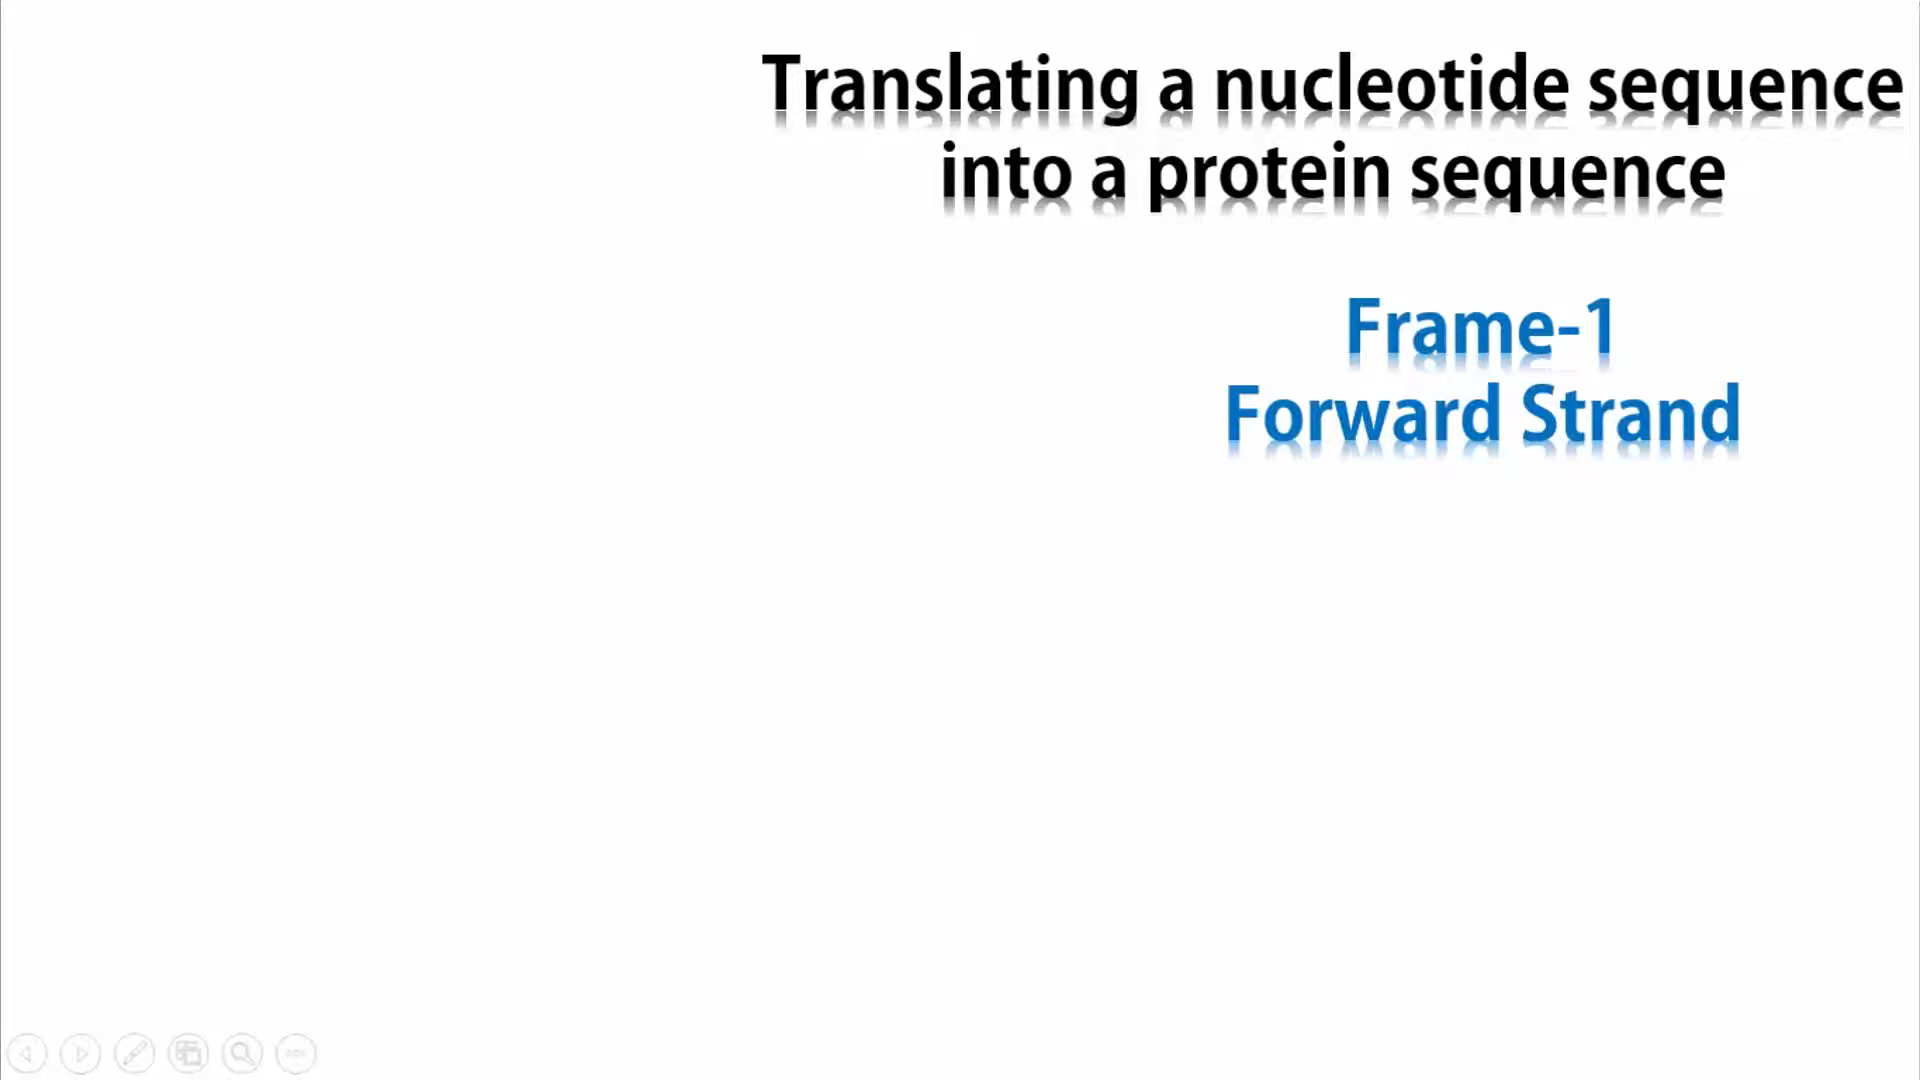 Translating a nucleotide sequence
into a protein sequence
Frame-1
Forward Strand